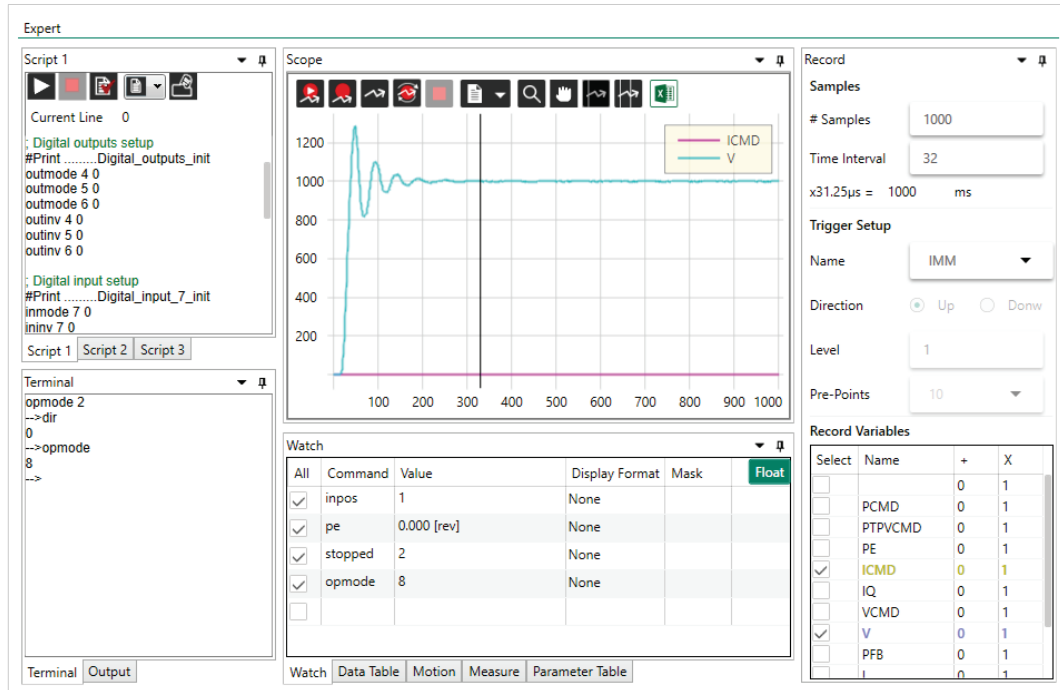 Expert
Script 1
Current Line 0
; Digital outputs setup
#Print .........Digital_outputs_init
outmode 4 0
outmode 5 0
outmode 6 0
outinv 4 0
outinv 5 0
outinv 6 0
; Digital input setup
#Print .........Digital_input_7_init
inmode 7 0
ininv 7 0
Script 1 Script 2 Script 3
Terminal
opmode 2
-->dir
0
-->opmode
8
-->
Terminal Output
Scope
ICMD
V
1200
1000
800
600
400
200
100 200 300 400 500 600 700 800 900 1000
Watch
All Command Value Display Format Mask Float
inpos 1 None
pe 0.000 [rev] None
stopped 2 None
opmode 8 None
Watch Data Table Motion Measure Parameter Table
Record
Samples
# Samples 1000
Time Interval 32
x31.25µs = 1000 ms
Trigger Setup
Name IMM
Direction Up Donw
Level 1
Pre-Points 10
Record Variables
Select Name + X
0 1
PCMD 0 1
PTPVCMD 0 1
PE 0 1
ICMD 0 1
IQ 0 1
VCMD 0 1
V 0 1
PFB 0 1
0 1